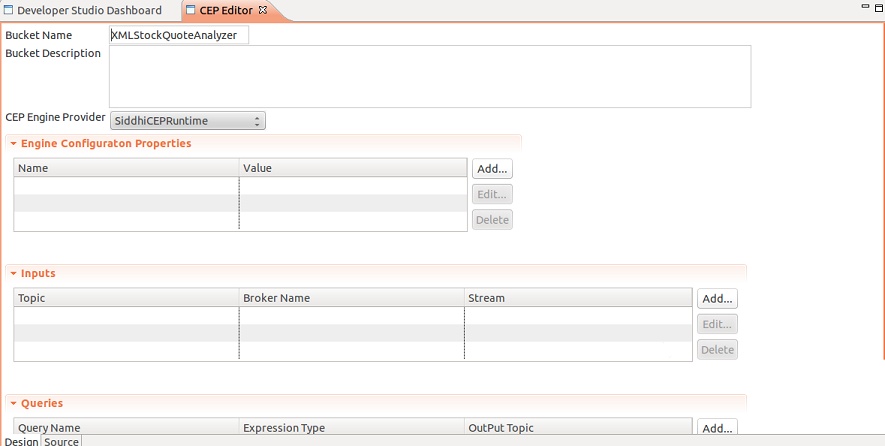 Developer Studio Dashboard CEP Editor
Bucket Name XMLStockQuoteAnalyzer
Bucket Description
CEP Engine Provider SiddhiCEPRuntime
Engine Configuraton Properties
Name Value Add...
Edit...
Delete
Inputs
Topic Broker Name Stream Add...
Edit...
Delete
Queries
Query Name Expression Type OutPut Topic Add...
Design Source